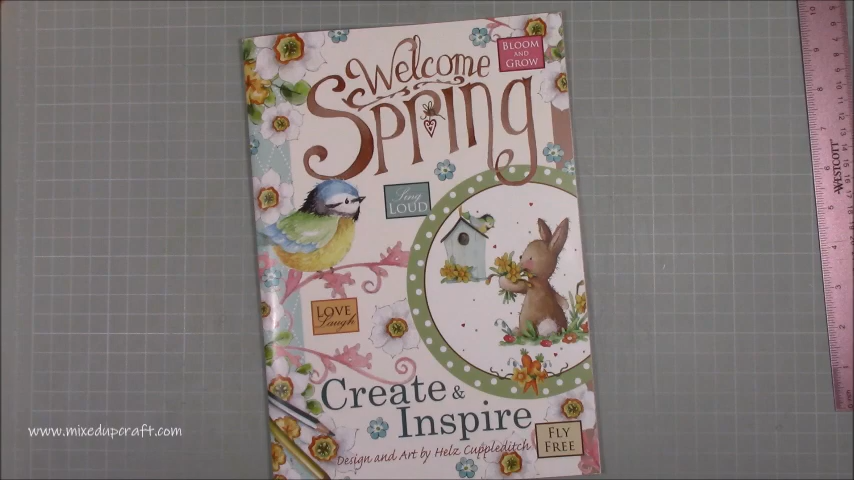 Welcome
Spring
BLOOM
AND
GROW
Sing
LOUD
LOVE
Laugh
Create &
Inspire
FLY
FREE
Design and Art by Helz Cuppleditch
www.mixedupcraft.com
WESTCOTT